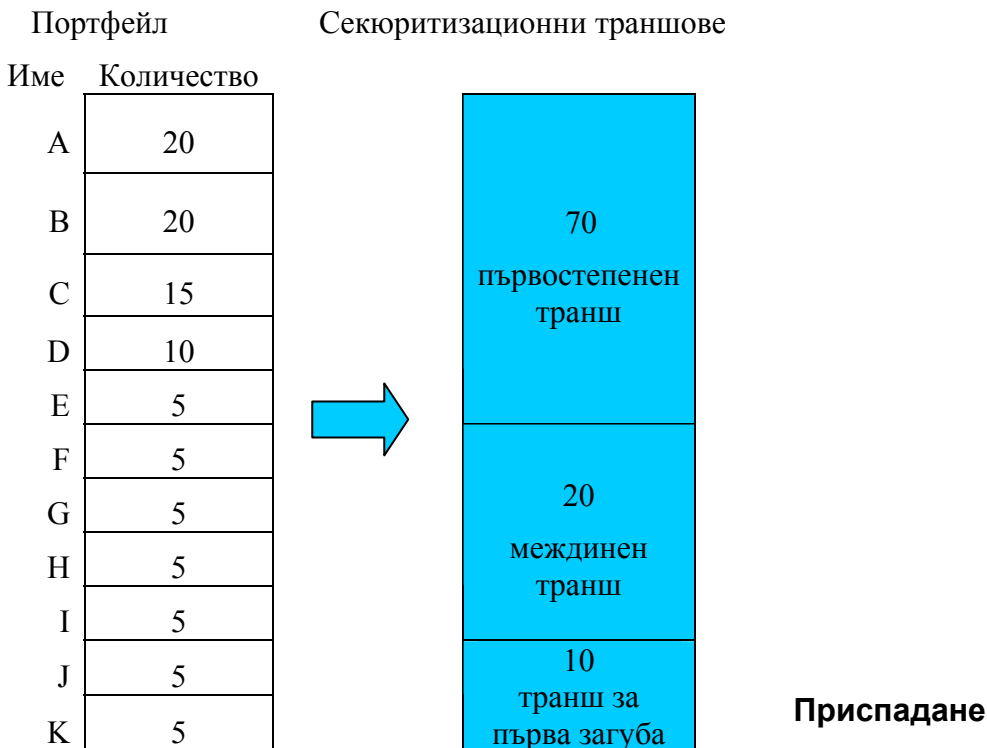 Портфейл Секюритизационни траншове
Име Количество
A 20
B 20
C 15
D 10
E 5
F 5
G 5
H 5
I 5
J 5
K 5
70
първостепенен
транш
20
междинен
транш
10
транш за
първа загуба
Приспадане